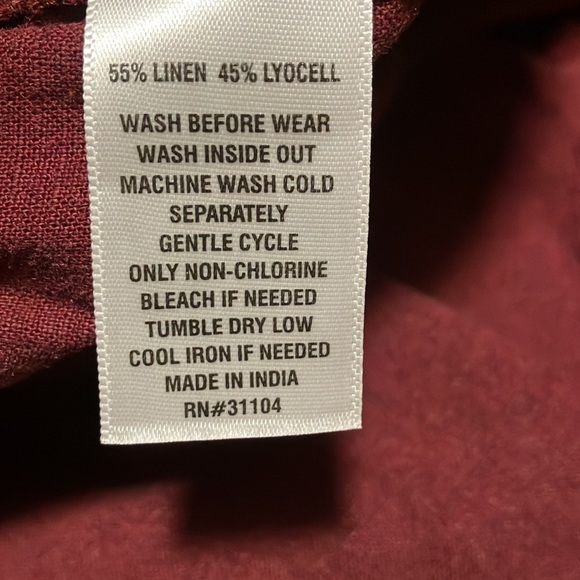 55% LINEN 45% LYOCELL
WASH BEFORE WEAR
WASH INSIDE OUT
MACHINE WASH COLD
SEPARATELY
GENTLE CYCLE
ONLY NON-CHLORINE
BLEACH IF NEEDED
TUMBLE DRY LOW
COOL IRON IF NEEDED
MADE IN INDIA
RN#31104